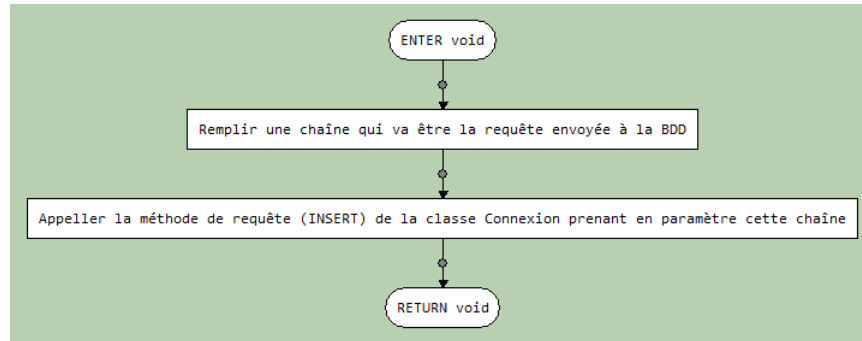 ENTER void
Remplir une chaîne qui va être la requête envoyée à la BDD
Appeller la méthode de requête (INSERT) de la classe Connexion prenant en paramètre cette chaîne
RETURN void